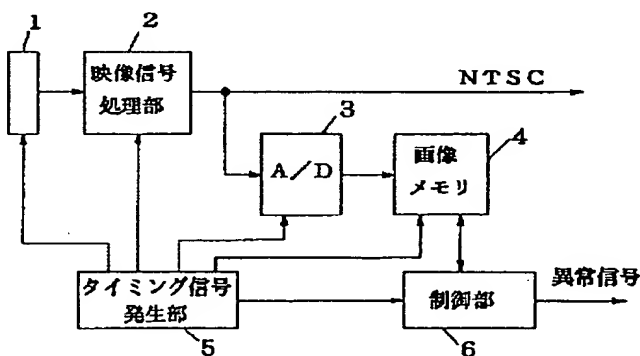 1
2
映像信号
処理部
NTSC
3
A/D
画像
メモリ
4
タイミング信号
発生部
5
制御部
6
異常信号